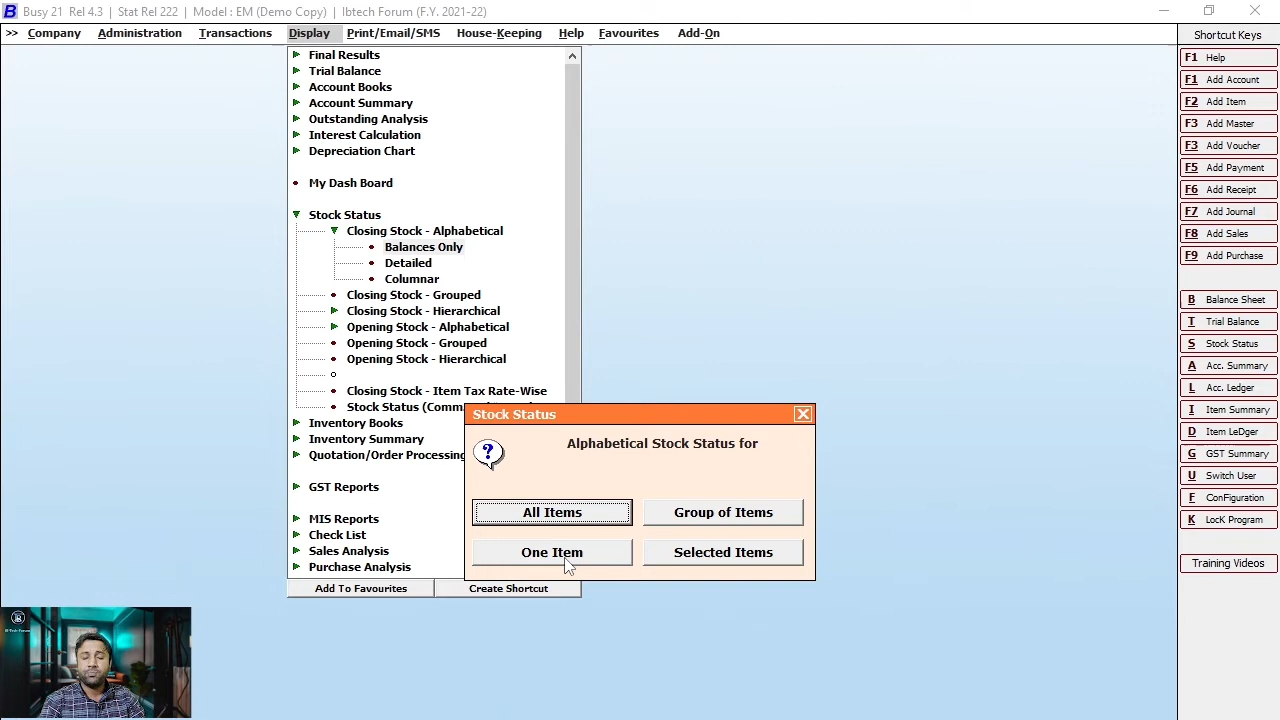 Busy 21 Rel 4.3 | Stat Rel 222 | Model : EM (Demo Copy) | Ibtech Forum (F.Y. 2021-22)
>> Company Administration Transactions Display Print/Email/SMS House-Keeping Help Favourites Add-On
Final Results
Trial Balance
Account Books
Account Summary
Outstanding Analysis
Interest Calculation
Depreciation Chart
My Dash Board
Stock Status
Closing Stock - Alphabetical
Balances Only
Detailed
Columnar
Closing Stock - Grouped
Closing Stock - Hierarchical
Opening Stock - Alphabetical
Opening Stock - Grouped
Opening Stock - Hierarchical
Closing Stock - Item Tax Rate-Wise
Stock Status
Inventory Books
Inventory Summary
Quotation/Order Processing
GST Reports
MIS Reports
Check List
Sales Analysis
Purchase Analysis
Add To Favourites Create Shortcut
Stock Status
?
Alphabetical Stock Status for
All Items Group of Items
One Item Selected Items
Shortcut Keys
F1 Help
F1 Add Account
F2 Add Item
F3 Add Master
F3 Add Voucher
F5 Add Payment
F6 Add Receipt
F7 Add Journal
F8 Add Sales
F9 Add Purchase
B Balance Sheet
T Trial Balance
S Stock Status
A Acc. Summary
L Acc. Ledger
I Item Summary
D Item LeDger
G GST Summary
U Switch User
F ConFiguration
K LocK Program
Training Videos